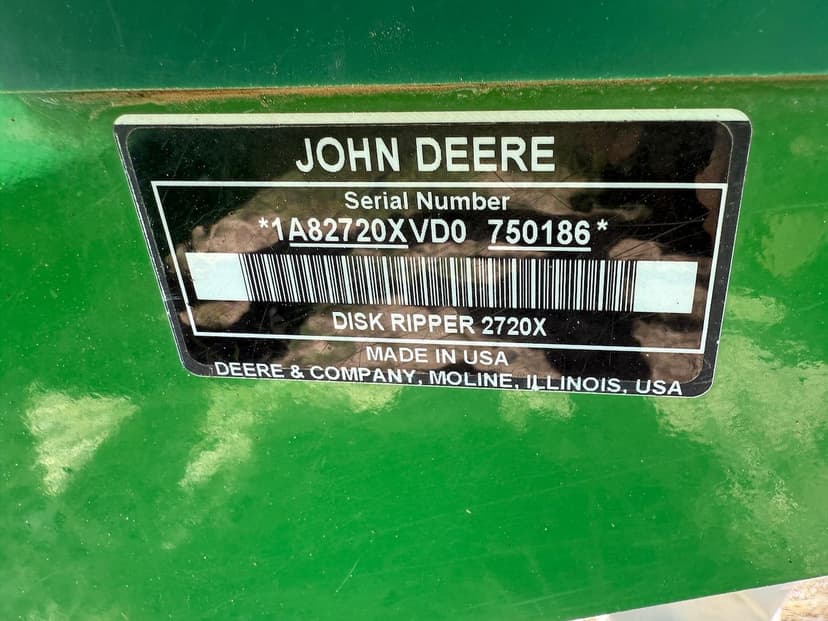 JOHN DEERE
Serial Number
*1A82720XVD0 750186*
DISK RIPPER 2720X
MADE IN USA
DEERE & COMPANY, MOLINE, ILLINOIS, USA